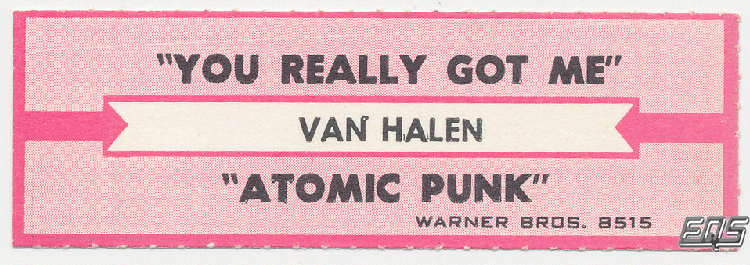 "YOU REALLY GOT ME"
VAN HALEN
"ATOMIC PUNK"
WARNER BROS. 8515
EQS